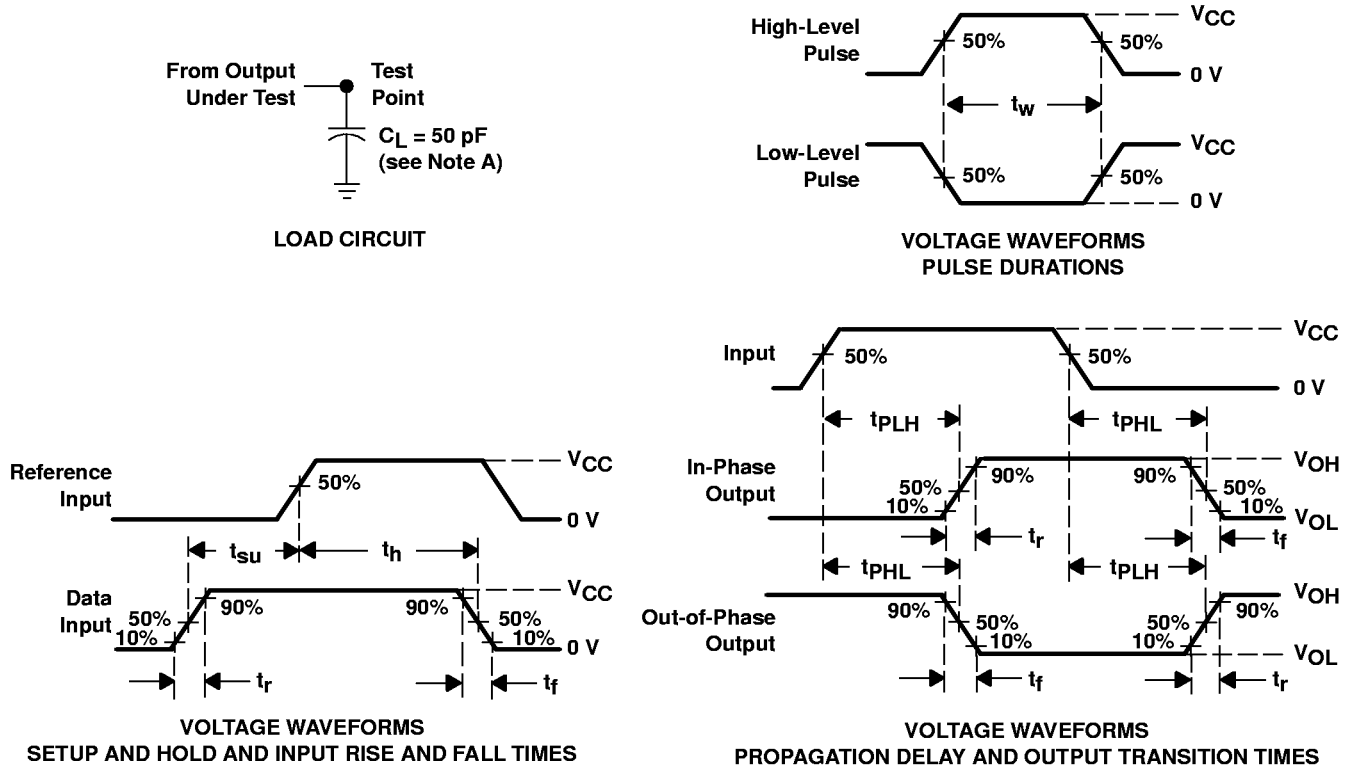 From Output
Under Test
Test
Point
CL = 50 pF
(see Note A)
LOAD CIRCUIT
High-Level
Pulse
50%
50%
VCC
0 V
tw
Low-Level
Pulse
50%
50%
VCC
0 V
VOLTAGE WAVEFORMS
PULSE DURATIONS
Reference
Input
50%
VCC
0 V
tsu
th
Data
Input
50%
10%
90%
90%
50%
10%
VCC
0 V
tr
tf
VOLTAGE WAVEFORMS
SETUP AND HOLD AND INPUT RISE AND FALL TIMES
Input
50%
50%
VCC
0 V
tPLH
tPHL
In-Phase
Output
50%
10%
90%
90%
50%
10%
VOH
VOL
tr
tf
tPHL
tPLH
Out-of-Phase
Output
90%
50%
10%
50%
10%
90%
VOH
VOL
tf
tr
VOLTAGE WAVEFORMS
PROPAGATION DELAY AND OUTPUT TRANSITION TIMES